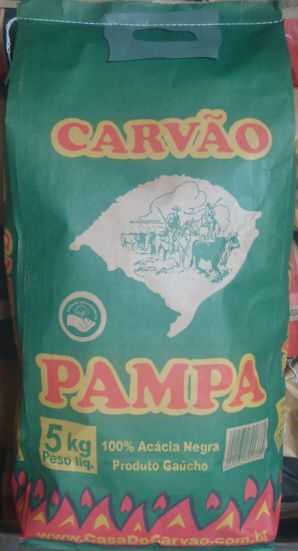 CARVÃO
PAMPA
5 kg
Peso líq.
100% Acácia Negra
Produto Gaúcho
www.CasaDoCarvao.com.br